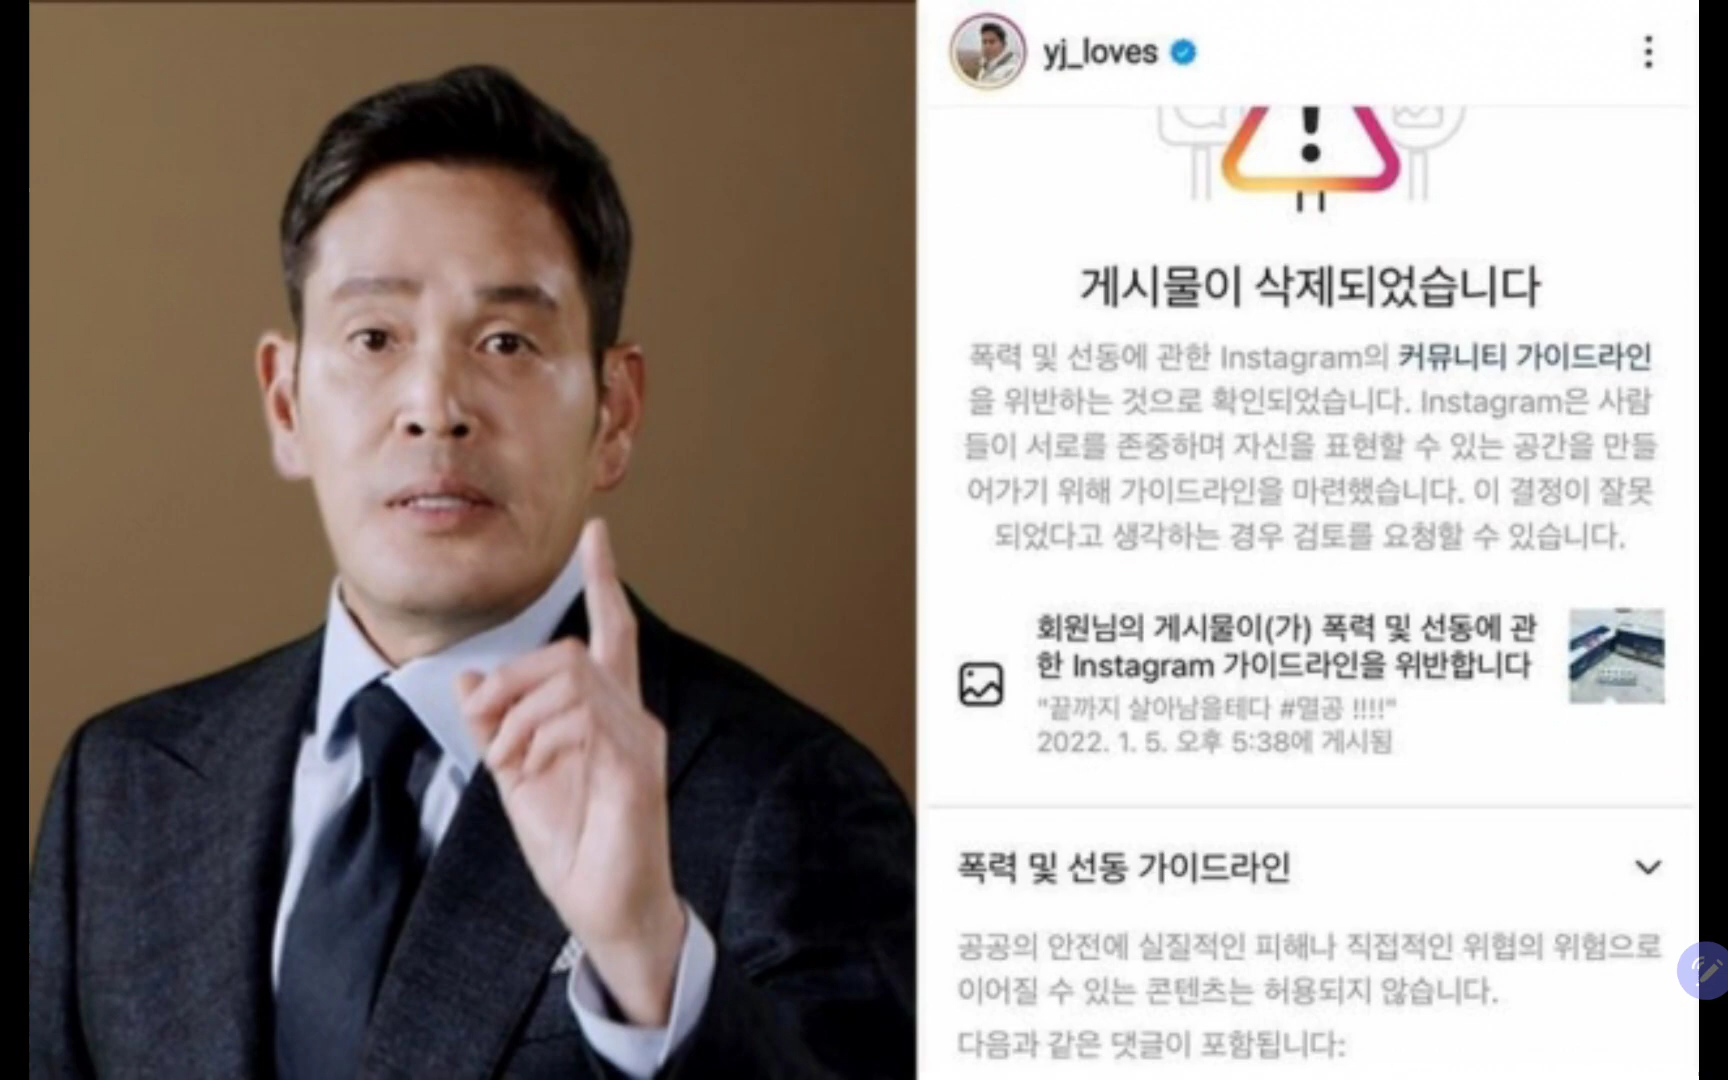 yj_loves
게시물이 삭제되었습니다
폭력 및 선동에 관한 Instagram의 커뮤니티 가이드라인
을 위반하는 것으로 확인되었습니다. Instagram은 사람
들이 서로를 존중하며 자신을 표현할 수 있는 공간을 만들
어가기 위해 가이드라인을 마련했습니다. 이 결정이 잘못
되었다고 생각하는 경우 검토를 요청할 수 있습니다.
회원님의 게시물이(가) 폭력 및 선동에 관
한 Instagram 가이드라인을 위반합니다
"끝까지 살아남을테다 #멸공 !!!!"
2022. 1. 5. 오후 5:38에 게시됨
폭력 및 선동 가이드라인
공공의 안전에 실질적인 피해나 직접적인 위협의 위험으로
이어질 수 있는 콘텐츠는 허용되지 않습니다.
다음과 같은 댓글이 포함됩니다: